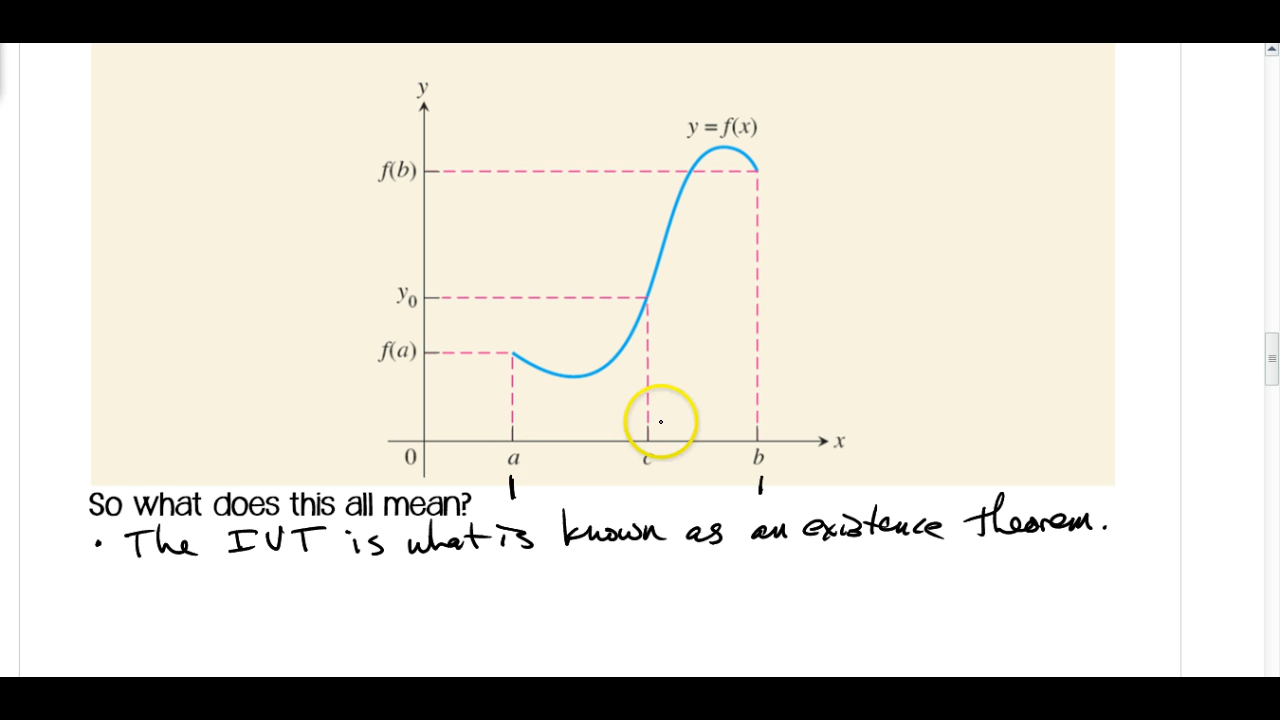 y
y = f(x)
f(b)
y₀
f(a)
x
0 a c b
So what does this all mean?
• The IVT is what is known as an existence theorem.